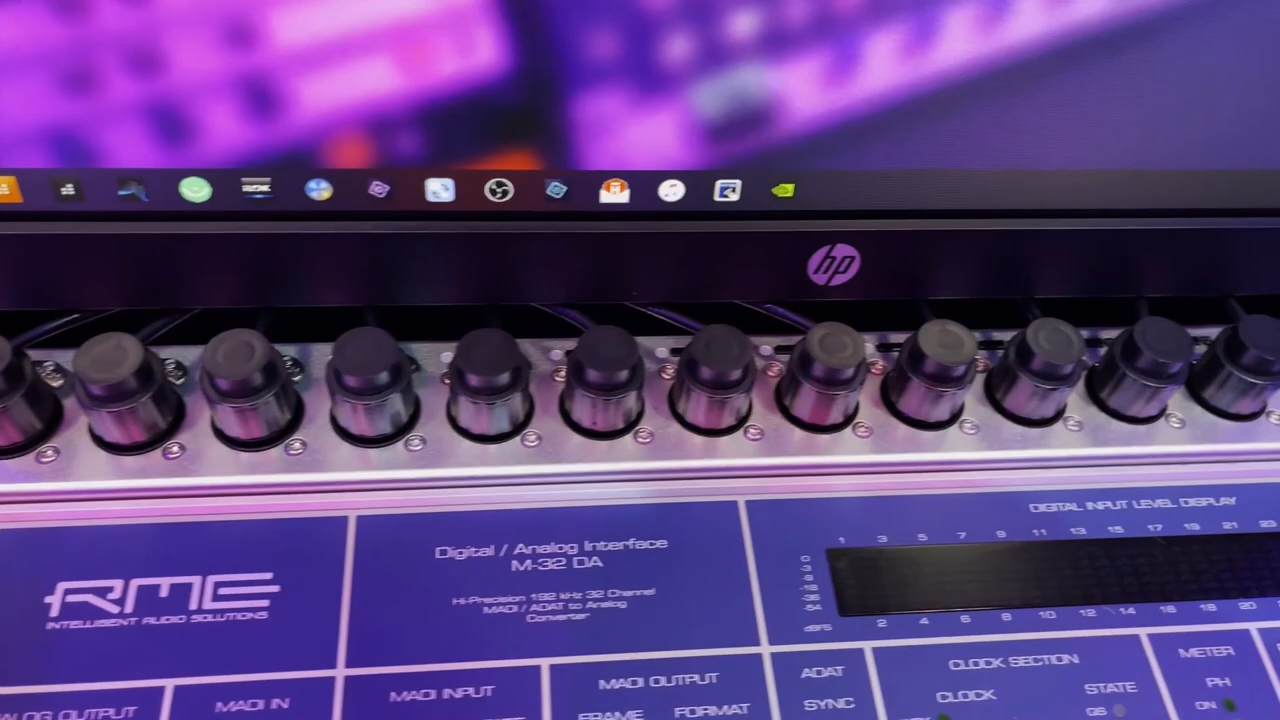 hp
DIGITAL INPUT LEVEL DISPLAY
1 3 5 7 9 11 13 15 17 19 21 23
Digital / Analog Interface
M-32 DA
0
-3
-9
-18
-36
-54
dBFS
2 4 6 8 10 12 14 16 18 20
RME
INTELLIGENT AUDIO SOLUTIONS
Hi-Precision 192 kHz 32 Channel
MADI / ADAT to Analog
Converter
ALOG OUTPUT
MADI IN
MADI INPUT
MADI OUTPUT
FRAME FORMAT
ADAT
SYNC
CLOCK SECTION
CLOCK
STATE
METER
PH
ON